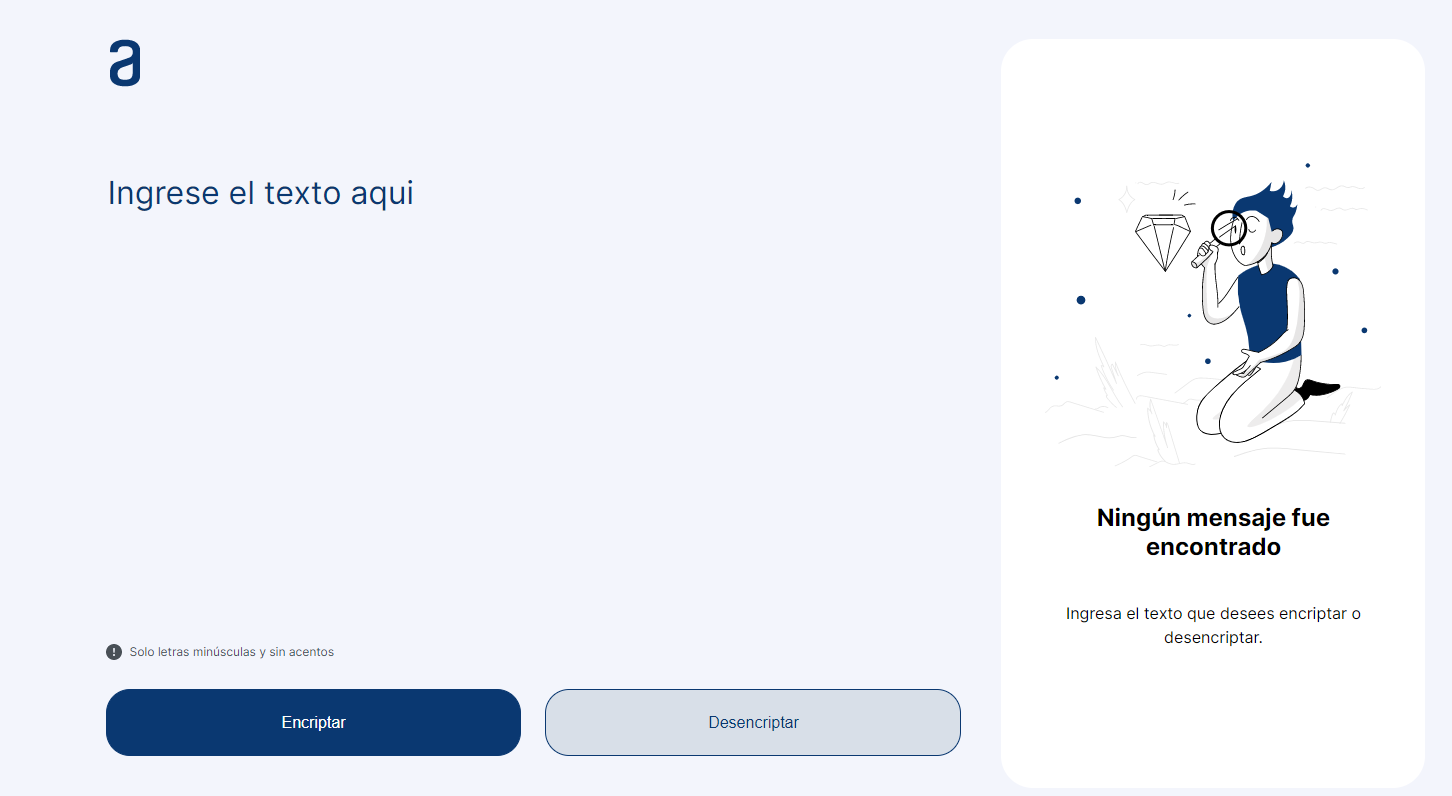 a
Ingrese el texto aqui
Solo letras minúsculas y sin acentos
Encriptar
Desencriptar
Ningún mensaje fue
encontrado
Ingresa el texto que desees encriptar o
desencriptar.